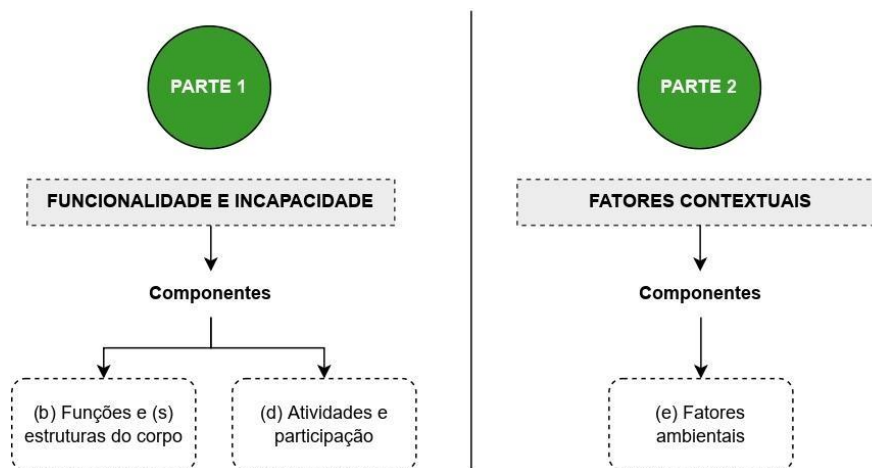 PARTE 1
FUNCIONALIDADE E INCAPACIDADE
Componentes
(b) Funções e (s)
estruturas do corpo
(d) Atividades e
participação
PARTE 2
FATORES CONTEXTUAIS
Componentes
(e) Fatores
ambientais